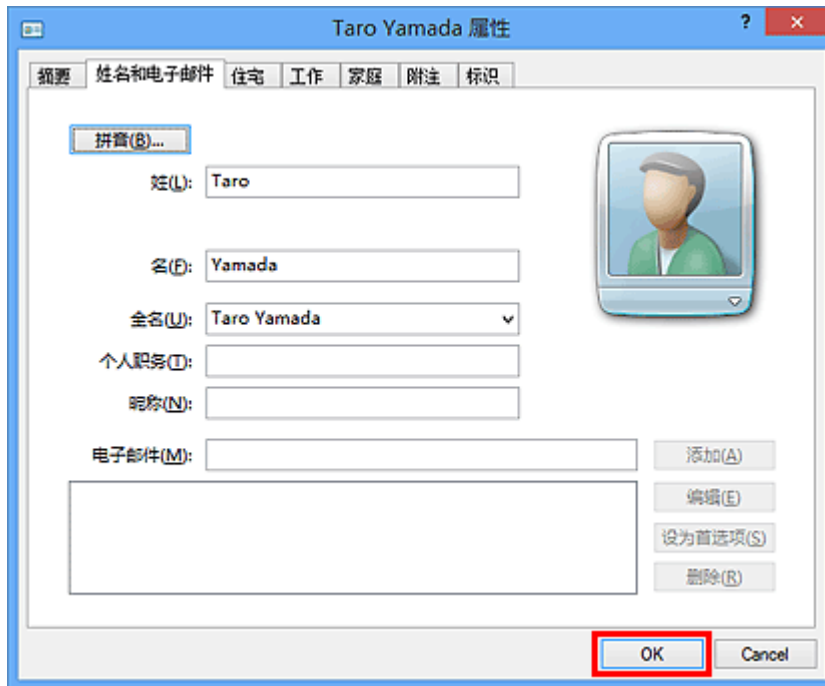 Taro Yamada 属性
?
摘要 姓名和电子邮件 住宅 工作 家庭 附注 标识
拼音(B)...
姓(L): Taro
名(F): Yamada
全名(U): Taro Yamada
个人职务(T):
昵称(N):
电子邮件(M):
添加(A)
编辑(E)
设为首选项(S)
删除(R)
OK Cancel